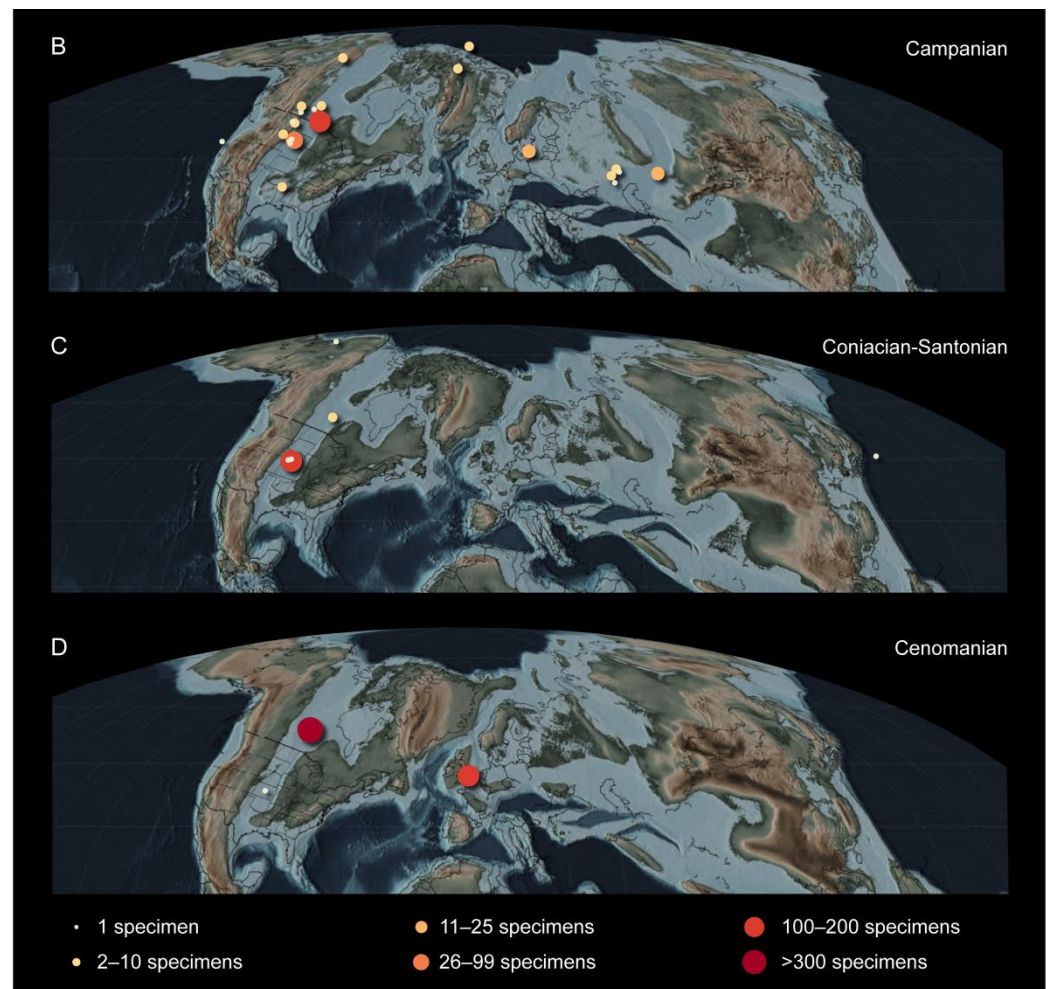 B
Campanian
C
Coniacian-Santonian
D
Cenomanian
1 specimen
11–25 specimens
100–200 specimens
2–10 specimens
26–99 specimens
>300 specimens